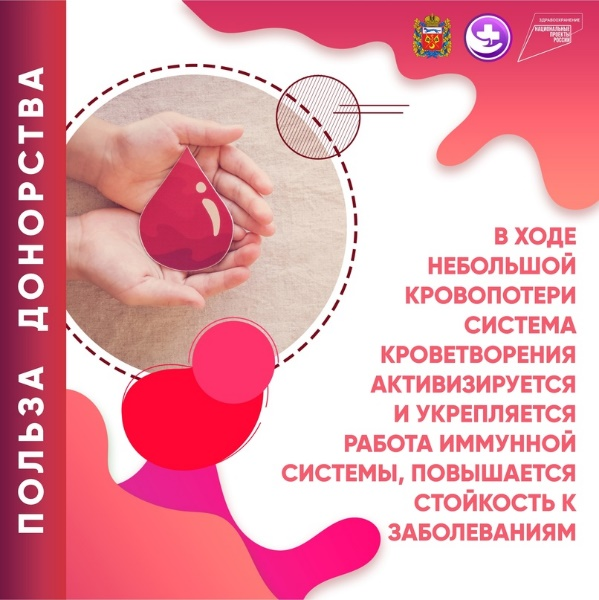 ЗДРАВООХРАНЕНИЕ
НАЦИОНАЛЬНЫЕ
ПРОЕКТЫ
РОССИИ
ПОЛЬЗА ДОНОРСТВА
В ХОДЕ
НЕБОЛЬШОЙ
КРОВОПОТЕРИ
СИСТЕМА
КРОВЕТВОРЕНИЯ
АКТИВИЗИРУЕТСЯ
И УКРЕПЛЯЕТСЯ
РАБОТА ИММУННОЙ
СИСТЕМЫ, ПОВЫШАЕТСЯ
СТОЙКОСТЬ К
ЗАБОЛЕВАНИЯМ